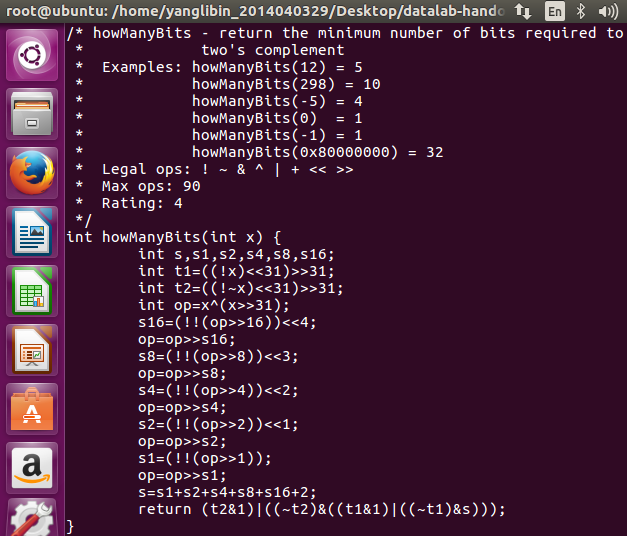 root@ubuntu: /home/yanglibin_2014040329/Desktop/datalab-hando
En
/* howManyBits - return the minimum number of bits required to
 *             two's complement
 *  Examples: howManyBits(12) = 5
 *            howManyBits(298) = 10
 *            howManyBits(-5) = 4
 *            howManyBits(0)  = 1
 *            howManyBits(-1) = 1
 *            howManyBits(0x80000000) = 32
 *  Legal ops: ! ~ & ^ | + << >>
 *  Max ops: 90
 *  Rating: 4
 */
int howManyBits(int x) {
        int s,s1,s2,s4,s8,s16;
        int t1=((!x)<<31)>>31;
        int t2=((!~x)<<31)>>31;
        int op=x^(x>>31);
        s16=(!!(op>>16))<<4;
        op=op>>s16;
        s8=(!!(op>>8))<<3;
        op=op>>s8;
        s4=(!!(op>>4))<<2;
        op=op>>s4;
        s2=(!!(op>>2))<<1;
        op=op>>s2;
        s1=(!!(op>>1));
        op=op>>s1;
        s=s1+s2+s4+s8+s16+2;
        return (t2&1)|((~t2)&((t1&1)|((~t1)&s)));
}